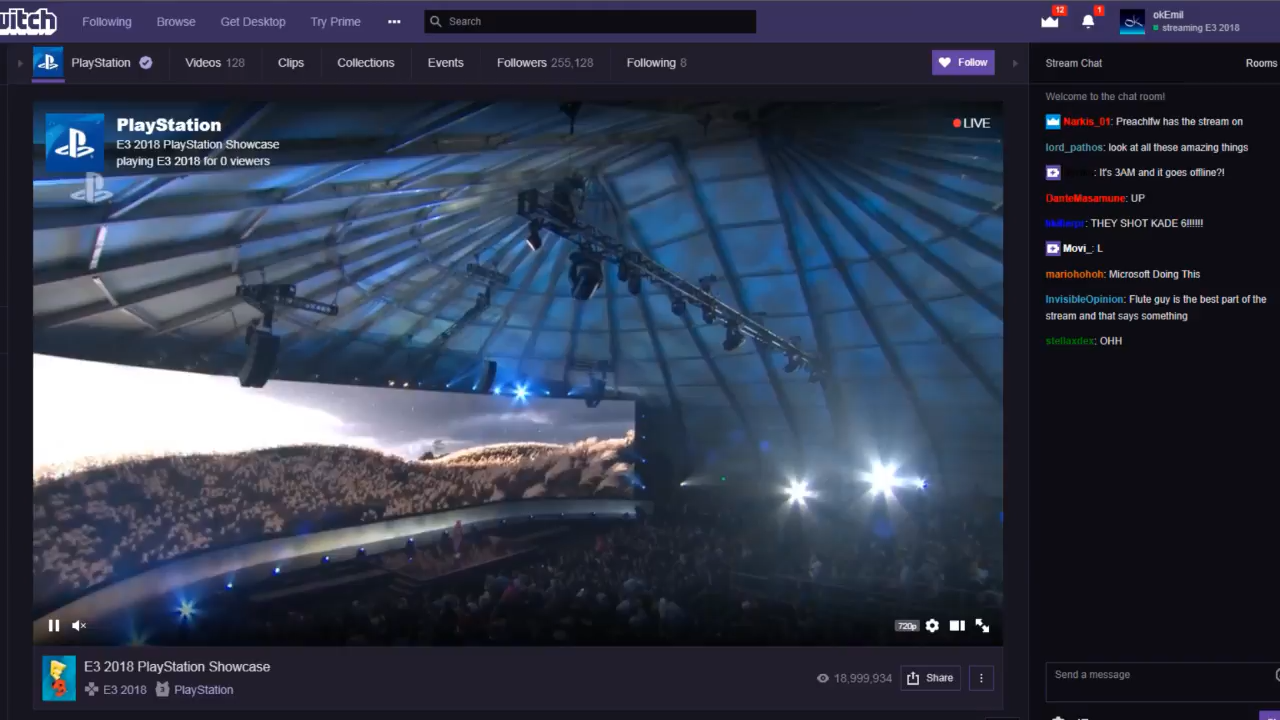 witch
Following
Browse
Get Desktop
Try Prime
Search
12
1
okEmil
streaming E3 2018
PlayStation
Videos 128
Clips
Collections
Events
Followers 255,128
Following 8
Follow
Stream Chat
Rooms
PlayStation
E3 2018 PlayStation Showcase
playing E3 2018 for 0 viewers
LIVE
720p
E3 2018 PlayStation Showcase
E3 2018 PlayStation
18,999,934
Share
Welcome to the chat room!
Narkis_01: Preachlfw has the stream on
lord_pathos: look at all these amazing things
: It's 3AM and it goes offline?!
DanteMasamune: UP
: THEY SHOT KADE 6!!!!!!
Movi_: L
mariohohoh: Microsoft Doing This
InvisibleOpinion: Flute guy is the best part of the
stream and that says something
stellaxdex: OHH
Send a message